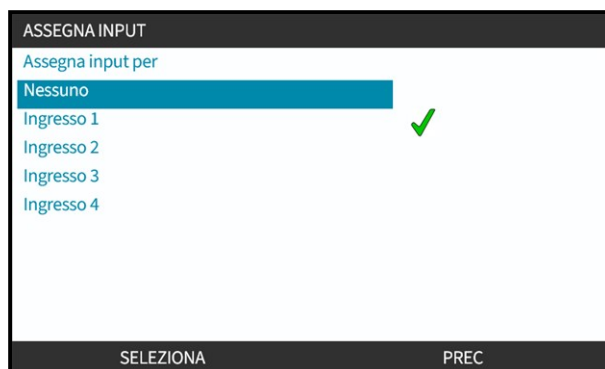 ASSEGNA INPUT
Assegna input per
Nessuno
Ingresso 1
Ingresso 2
Ingresso 3
Ingresso 4
SELEZIONA PREC